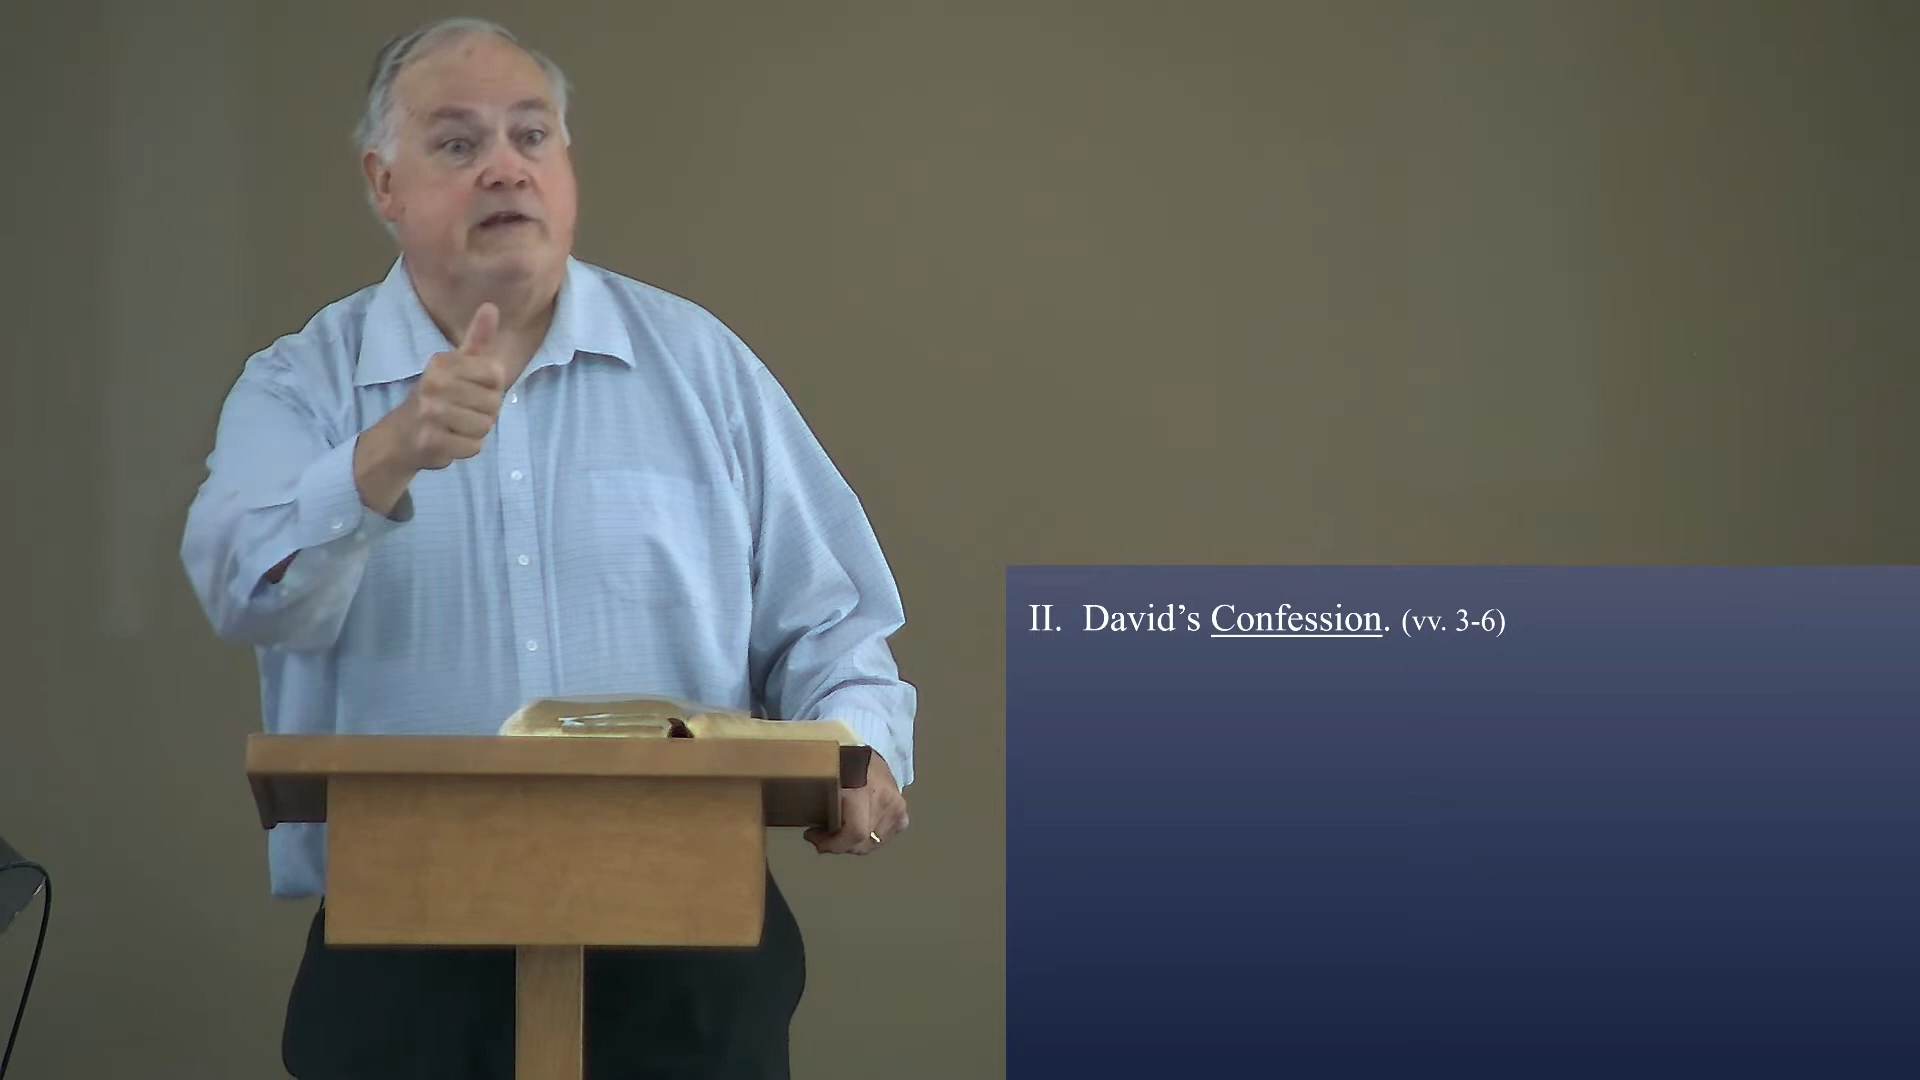 II. David’s Confession. (vv. 3-6)